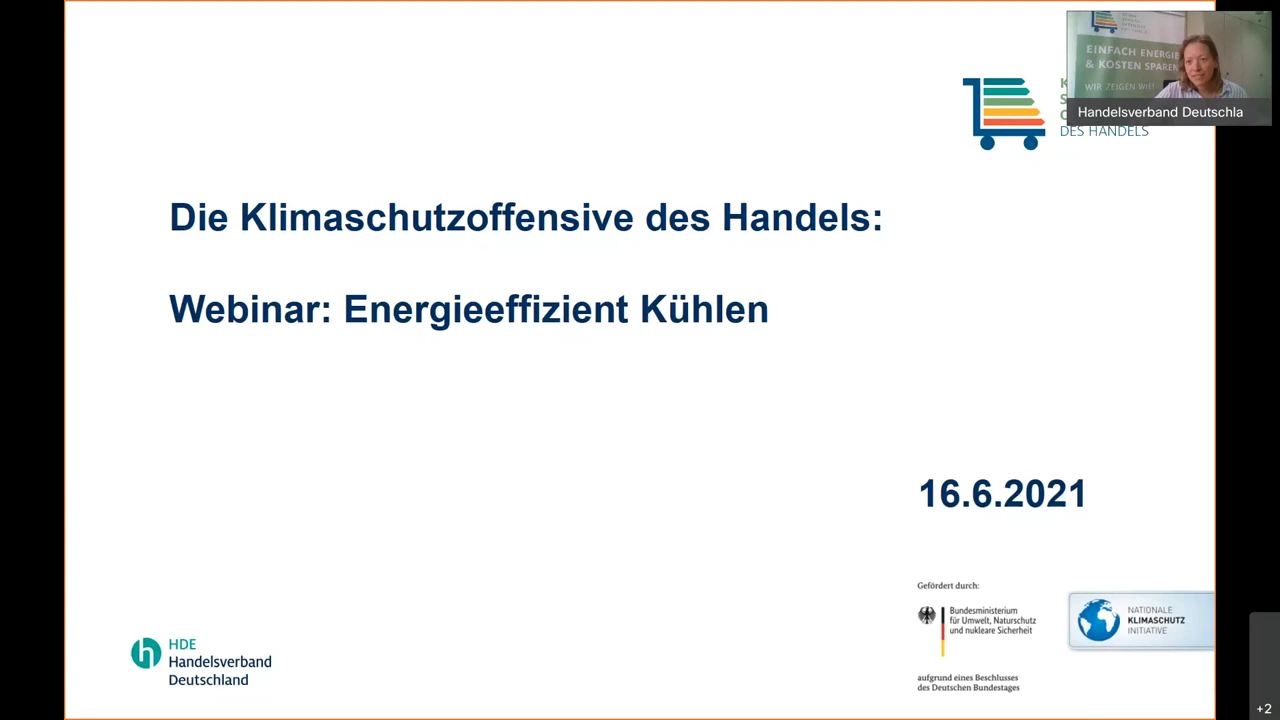 EINFACH ENERGIE
& KOSTEN SPAREN
WIR ZEIGEN WIE!
Handelsverband Deutschla
DES HANDELS
Die Klimaschutzoffensive des Handels:
Webinar: Energieeffizient Kühlen
16.6.2021
Gefördert durch:
Bundesministerium
für Umwelt, Naturschutz
und nukleare Sicherheit
aufgrund eines Beschlusses
des Deutschen Bundestages
NATIONALE
KLIMASCHUTZ
INITIATIVE
HDE
Handelsverband
Deutschland
+2